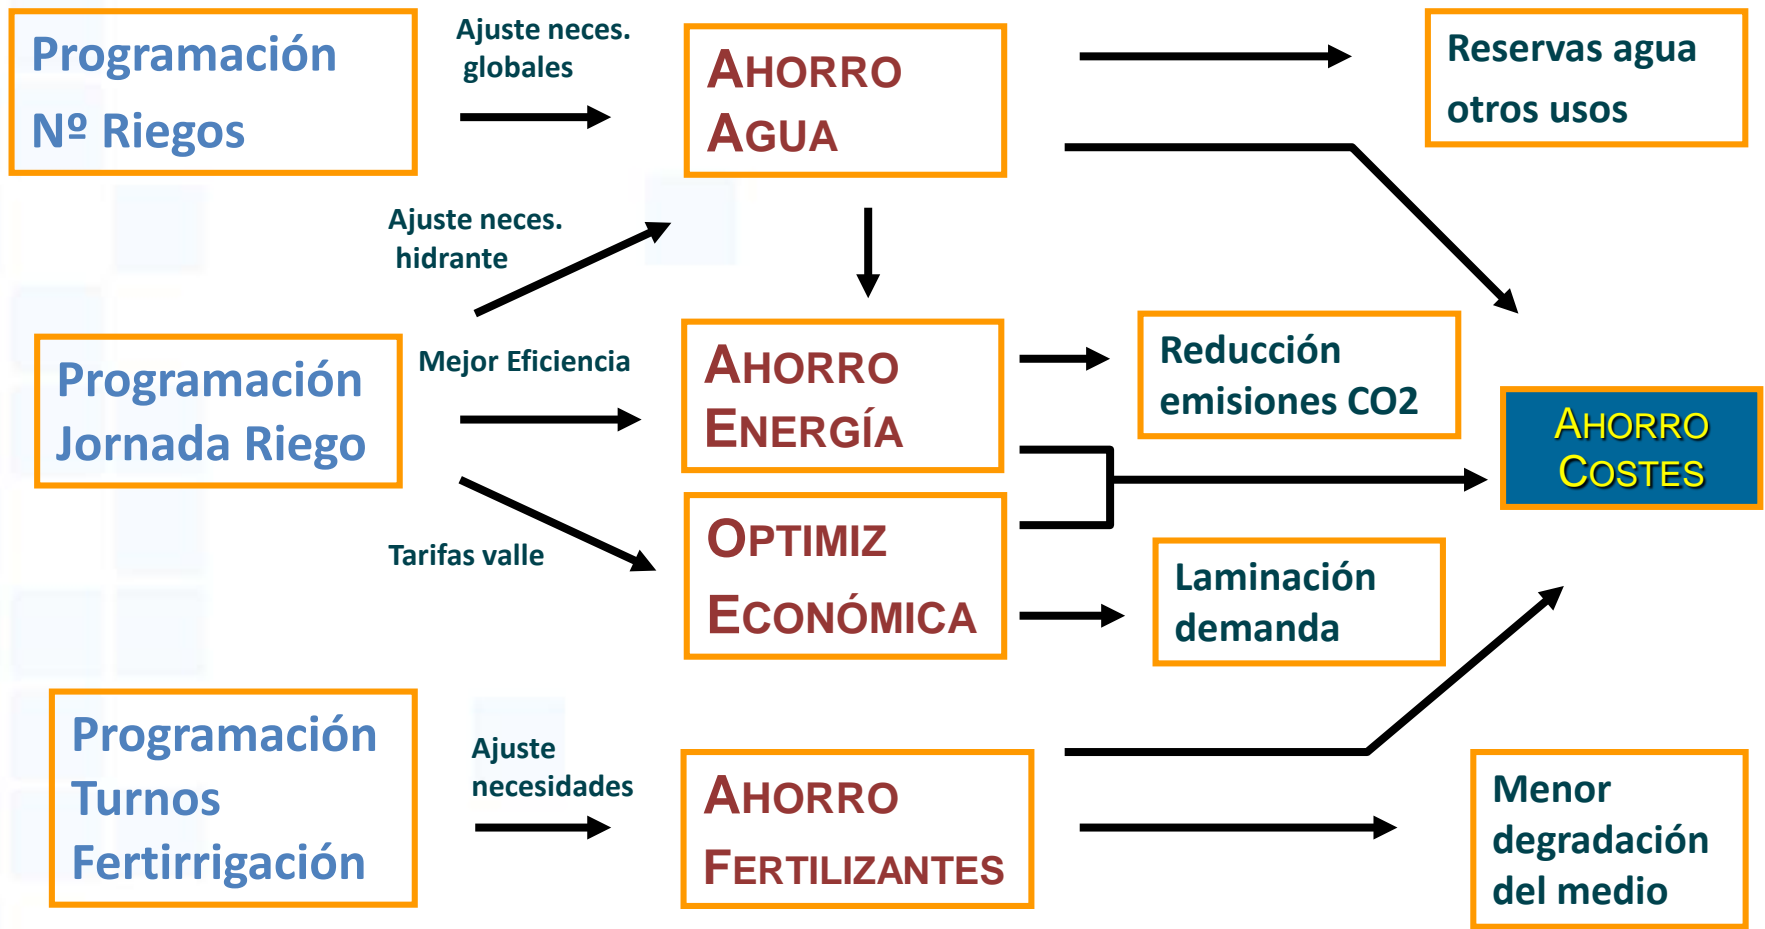 Programación
Nº Riegos
Ajuste neces.
globales
AHORRO
AGUA
Reservas agua
otros usos
Ajuste neces.
hidrante
Programación
Jornada Riego
Mejor Eficiencia
AHORRO
ENERGÍA
Reducción
emisiones CO2
AHORRO
COSTES
Tarifas valle
OPTIMIZ
ECONÓMICA
Laminación
demanda
Programación
Turnos
Fertirrigación
Ajuste
necesidades
AHORRO
FERTILIZANTES
Menor
degradación
del medio